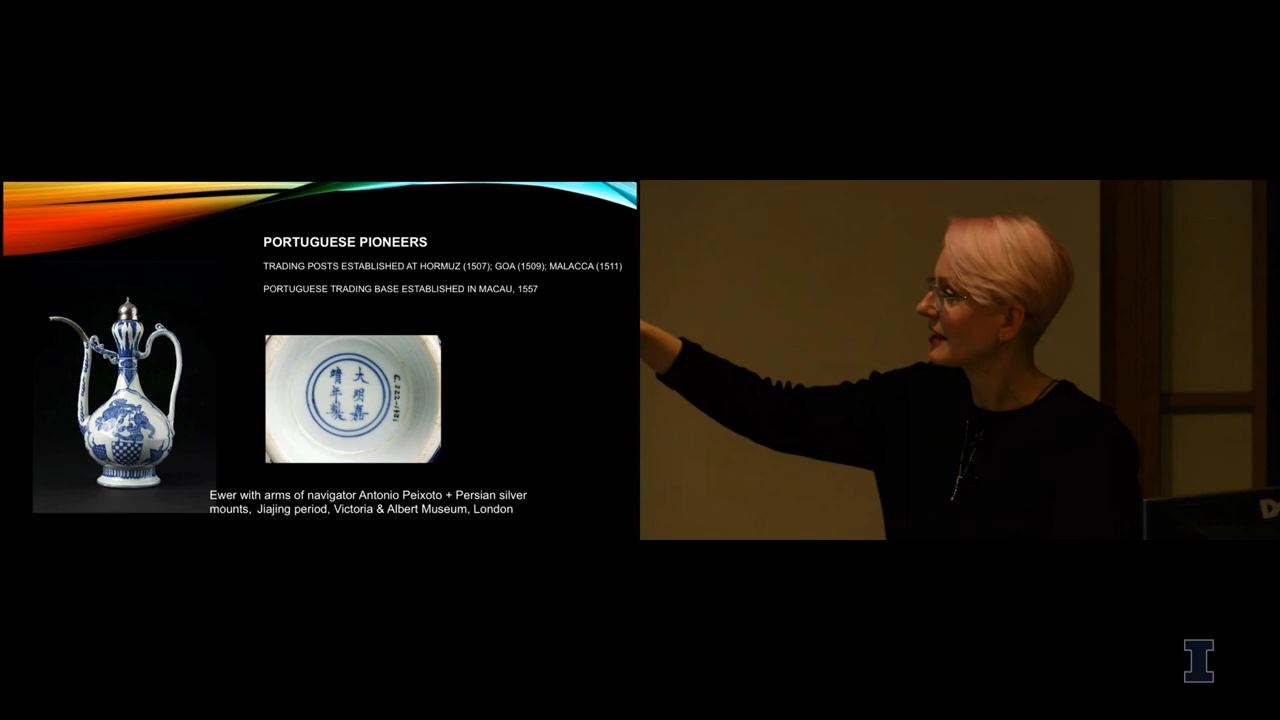 PORTUGUESE PIONEERS
TRADING POSTS ESTABLISHED AT HORMUZ (1507); GOA (1509); MALACCA (1511)
PORTUGUESE TRADING BASE ESTABLISHED IN MACAU, 1557
大明嘉
靖年製
C. 222-1931
Ewer with arms of navigator Antonio Peixoto + Persian silver
mounts, Jiajing period, Victoria & Albert Museum, London
D
I